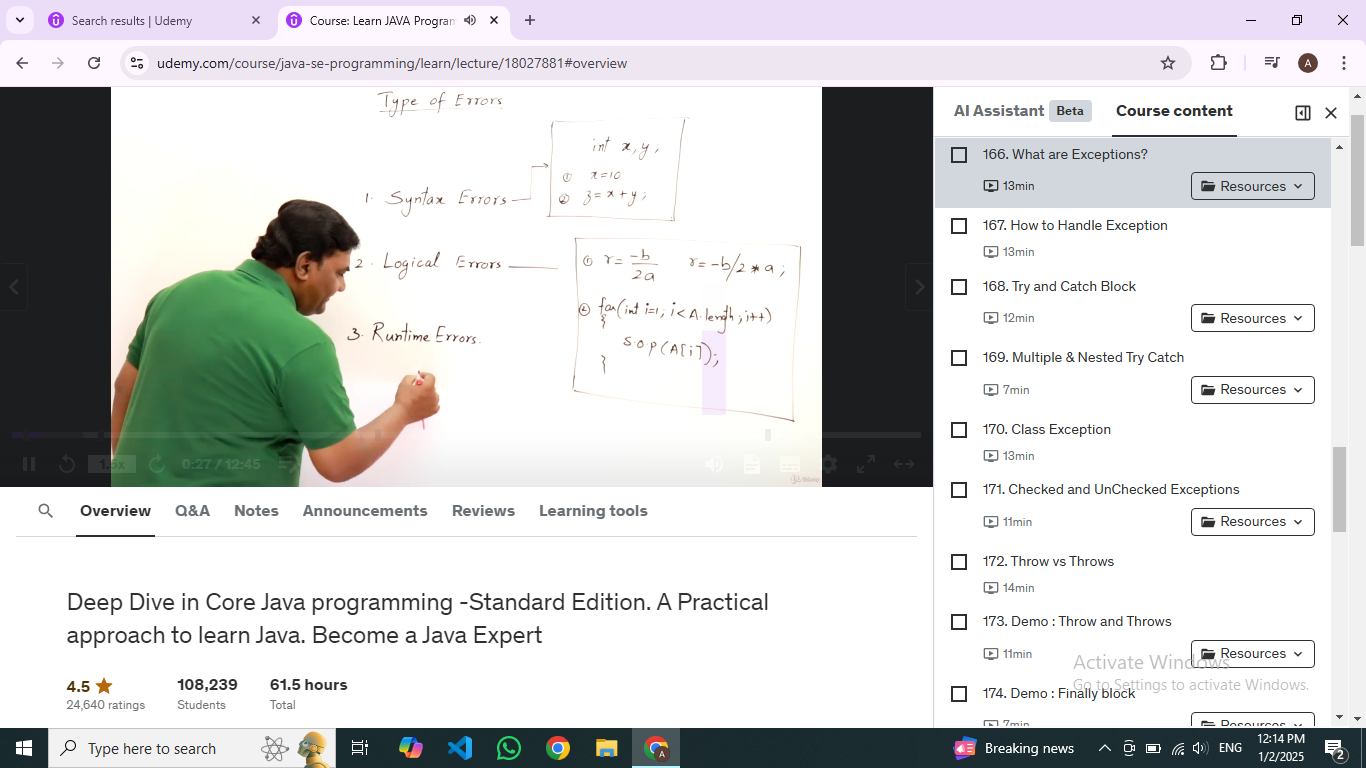 Search results | Udemy
Course: Learn JAVA Program
udemy.com/course/java-se-programming/learn/lecture/18027881#overview
A
Type of Errors
int x,y;
① x=10
② z=x+y;
1. Syntax Errors
2. Logical Errors
① r= -b
2a
r=-b/2*a;
② for(int i=1; i<A.length; i++)
{
S.O.P(A[i]);
}
3. Runtime Errors.
1.5x
0:27 / 12:45
Overview
Q&A
Notes
Announcements
Reviews
Learning tools
Deep Dive in Core Java programming -Standard Edition. A Practical
approach to learn Java. Become a Java Expert
4.5
108,239
61.5 hours
24,640 ratings
Students
Total
AI Assistant
Beta
Course content
166. What are Exceptions?
13min
Resources
167. How to Handle Exception
13min
168. Try and Catch Block
12min
Resources
169. Multiple & Nested Try Catch
7min
Resources
170. Class Exception
13min
171. Checked and UnChecked Exceptions
11min
Resources
172. Throw vs Throws
14min
173. Demo : Throw and Throws
11min
Resources
174. Demo : Finally block
7min
Resources
Activate Windows
Go to Settings to activate Windows.
Type here to search
A
Breaking news
ENG
12:14 PM
1/2/2025
2